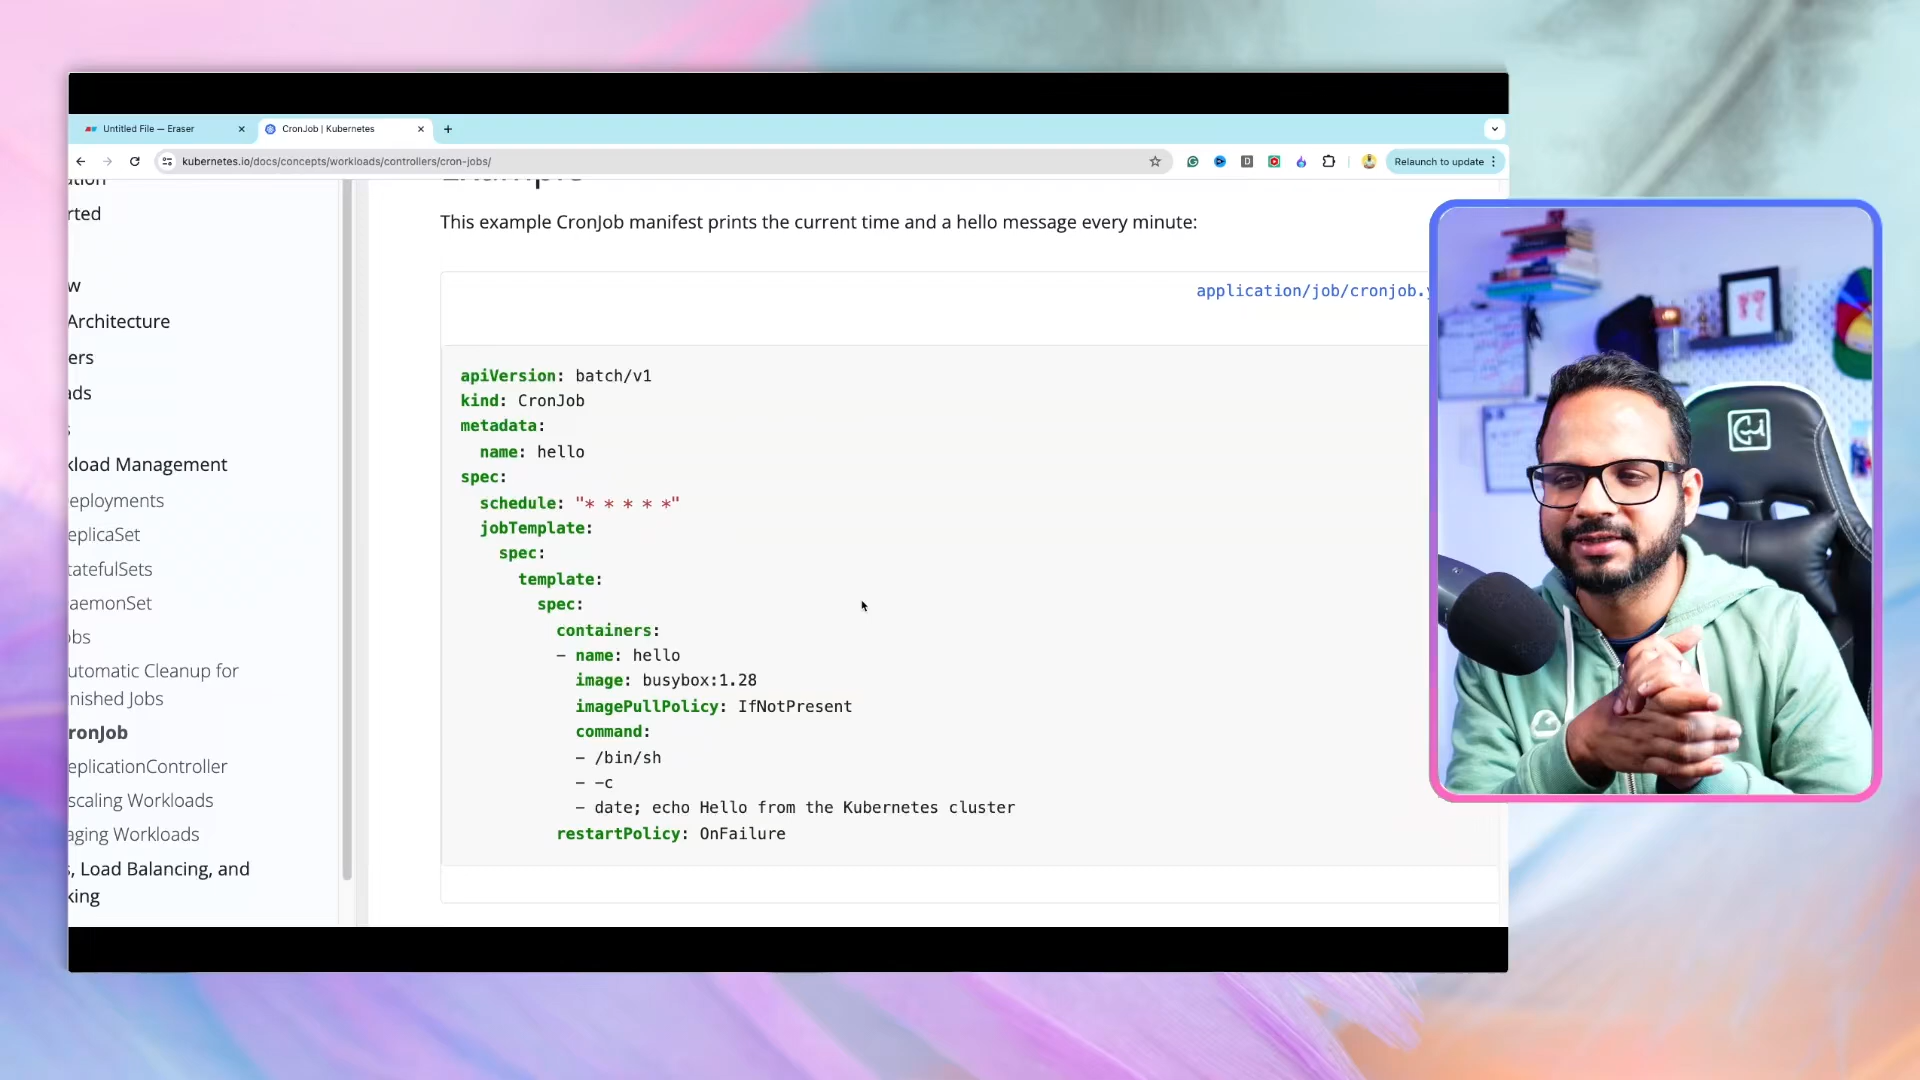 Untitled File — Eraser
CronJob | Kubernetes
kubernetes.io/docs/concepts/workloads/controllers/cron-jobs/
Relaunch to update
ation
rted
w
Architecture
ers
ads
s
kload Management
eployments
eplicaSet
tatefulSets
aemonSet
obs
utomatic Cleanup for
nished Jobs
ronJob
eplicationController
scaling Workloads
aging Workloads
s, Load Balancing, and
king
Example
This example CronJob manifest prints the current time and a hello message every minute:
application/job/cronjob.y
apiVersion: batch/v1
kind: CronJob
metadata:
name: hello
spec:
schedule: "* * * * *"
jobTemplate:
spec:
template:
spec:
containers:
- name: hello
image: busybox:1.28
imagePullPolicy: IfNotPresent
command:
- /bin/sh
- -c
- date; echo Hello from the Kubernetes cluster
restartPolicy: OnFailure